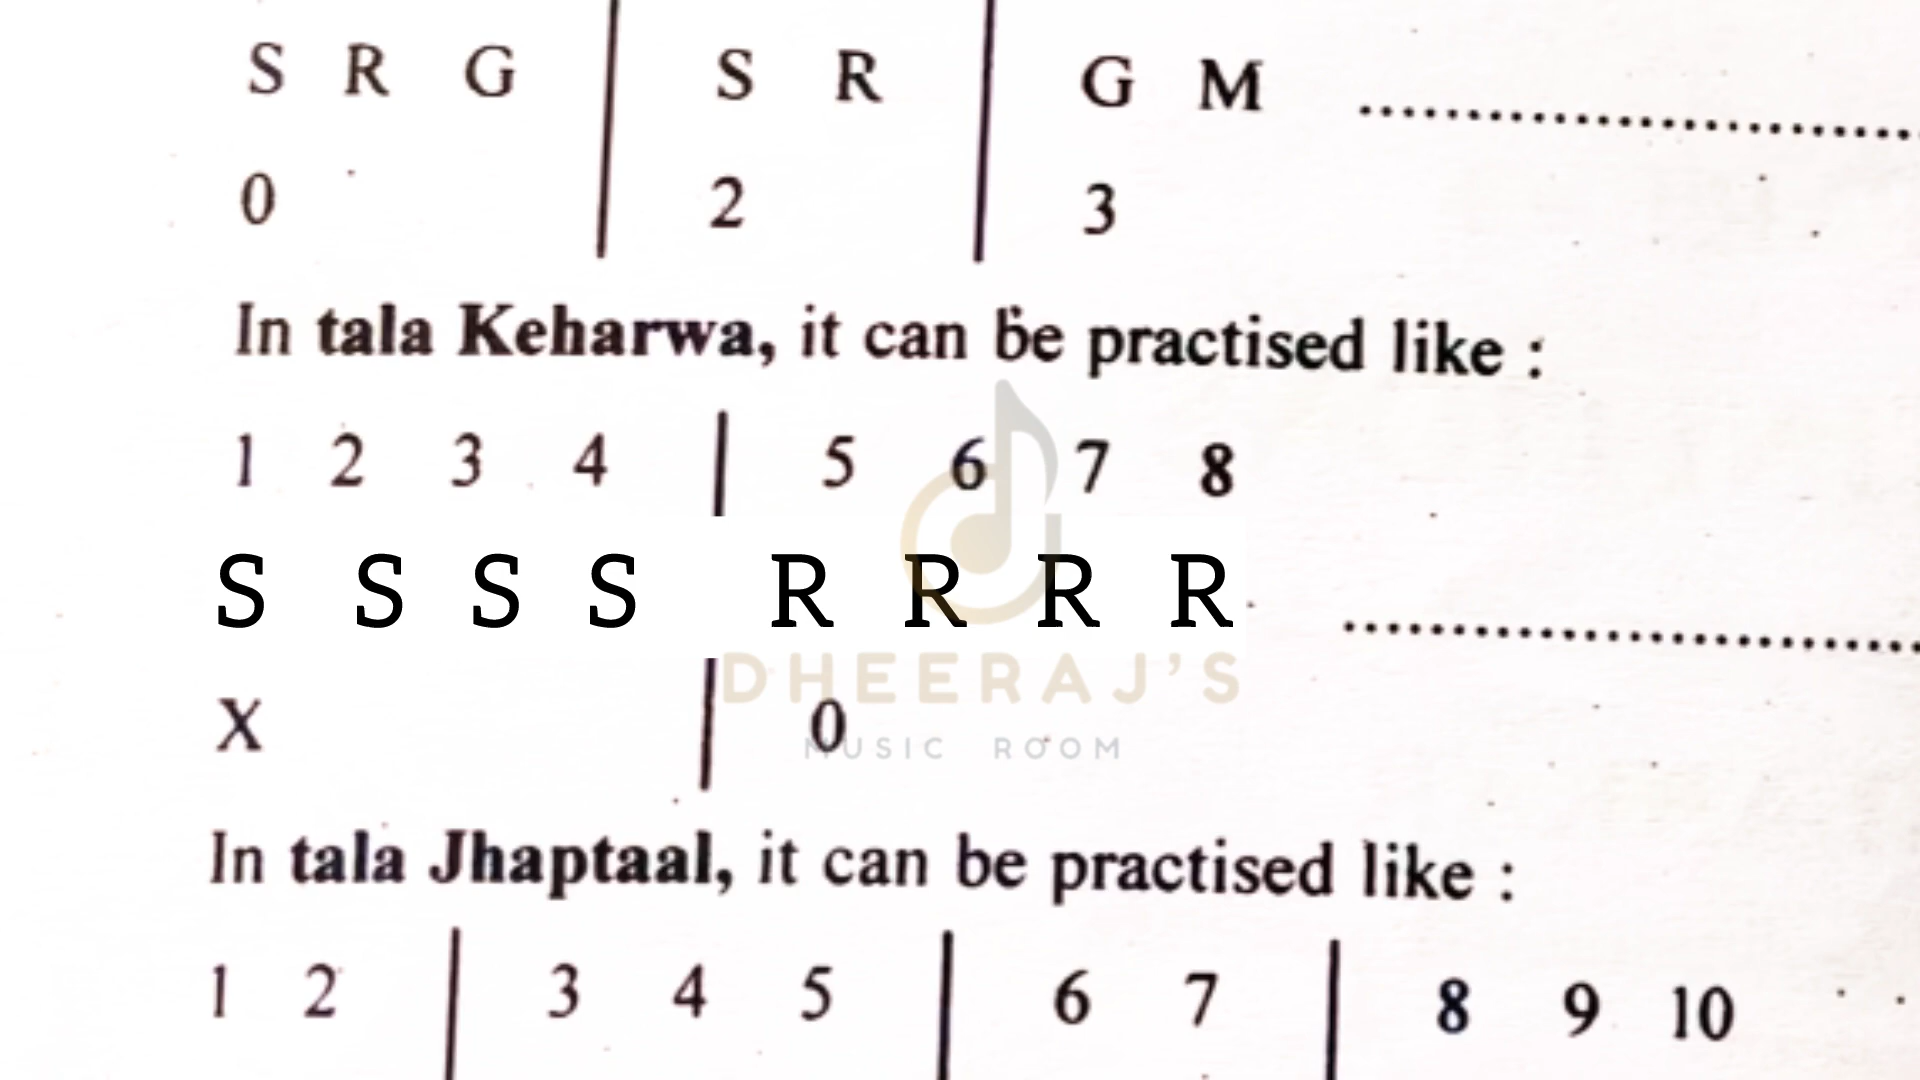 S R G | S R | G M ....................
0 2 3
In tala Keharwa, it can be practised like :
1 2 3 4 | 5 6 7 8
S S S S R R R R ....................
X | 0
DHEERAJ'S
MUSIC ROOM
In tala Jhaptaal, it can be practised like :
1 2 | 3 4 5 | 6 7 | 8 9 10